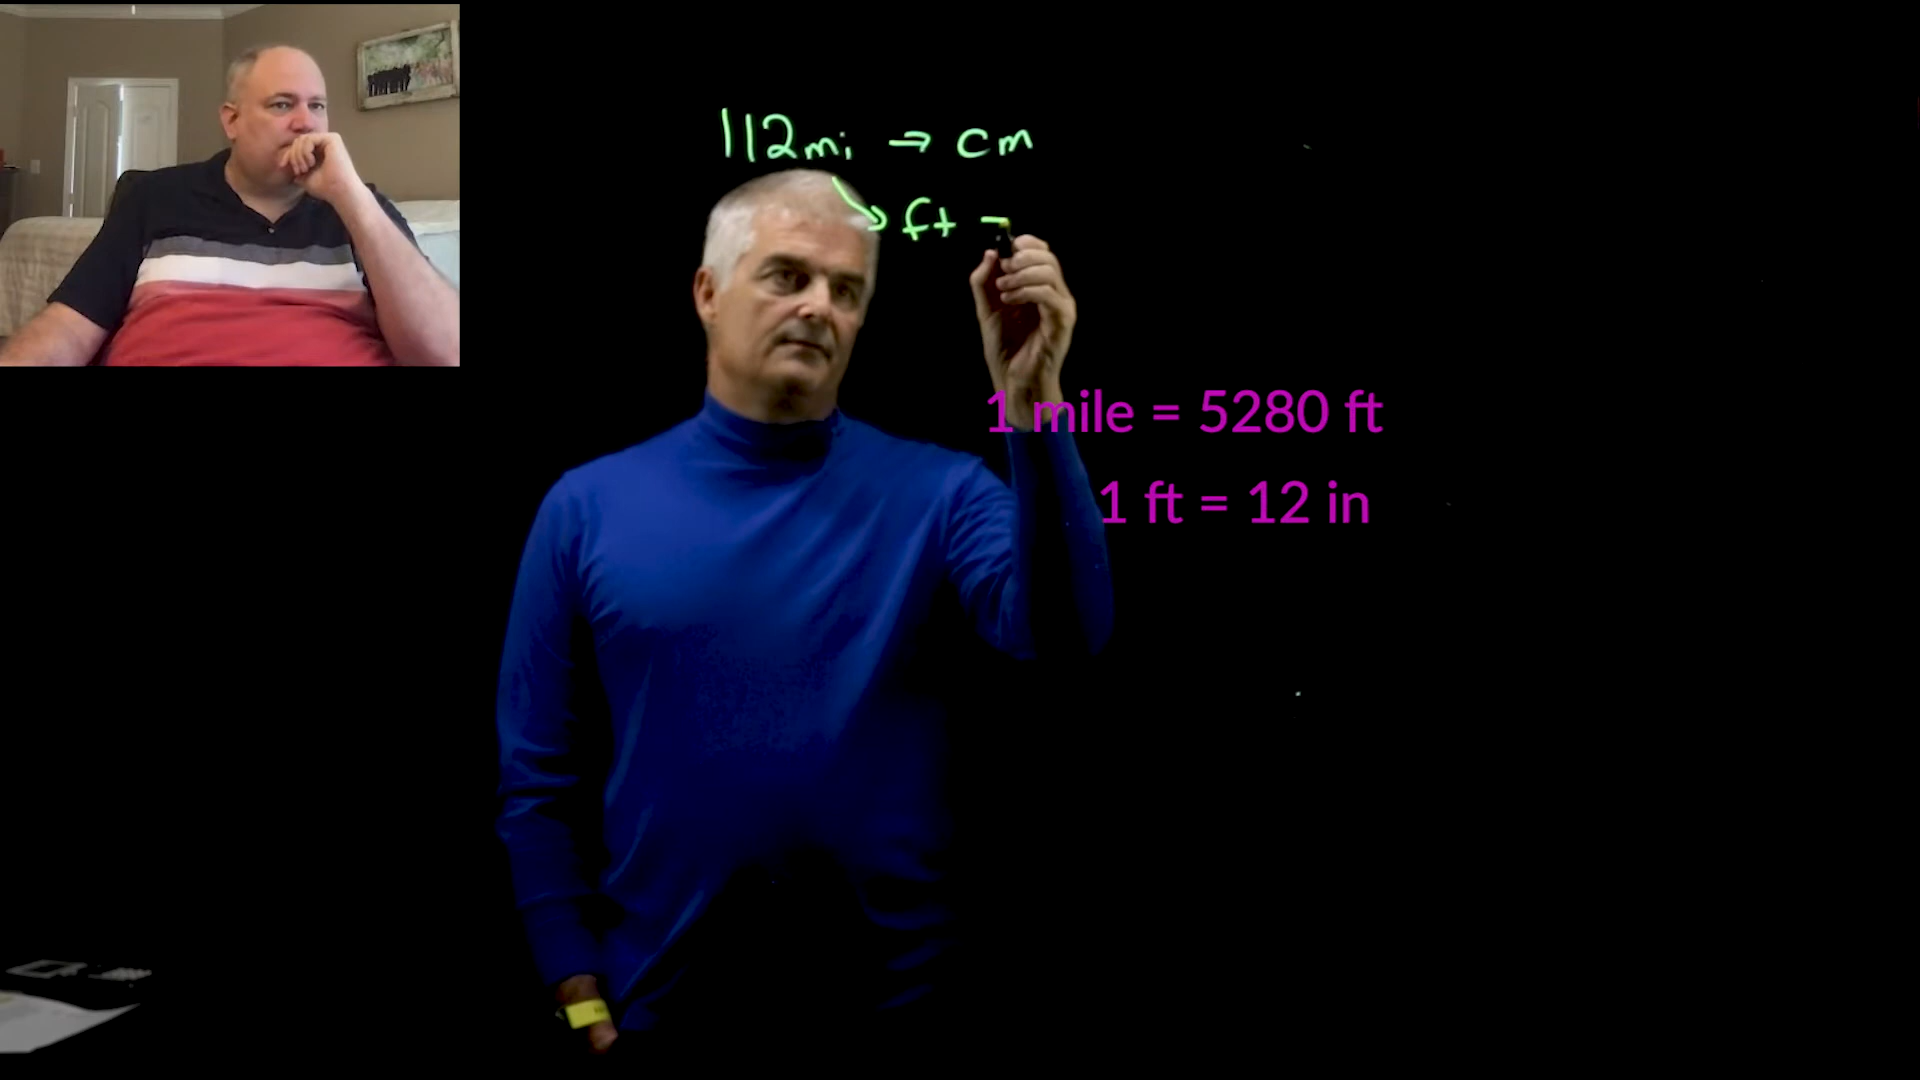 112mi → cm
ft
1 mile = 5280 ft
1 ft = 12 in